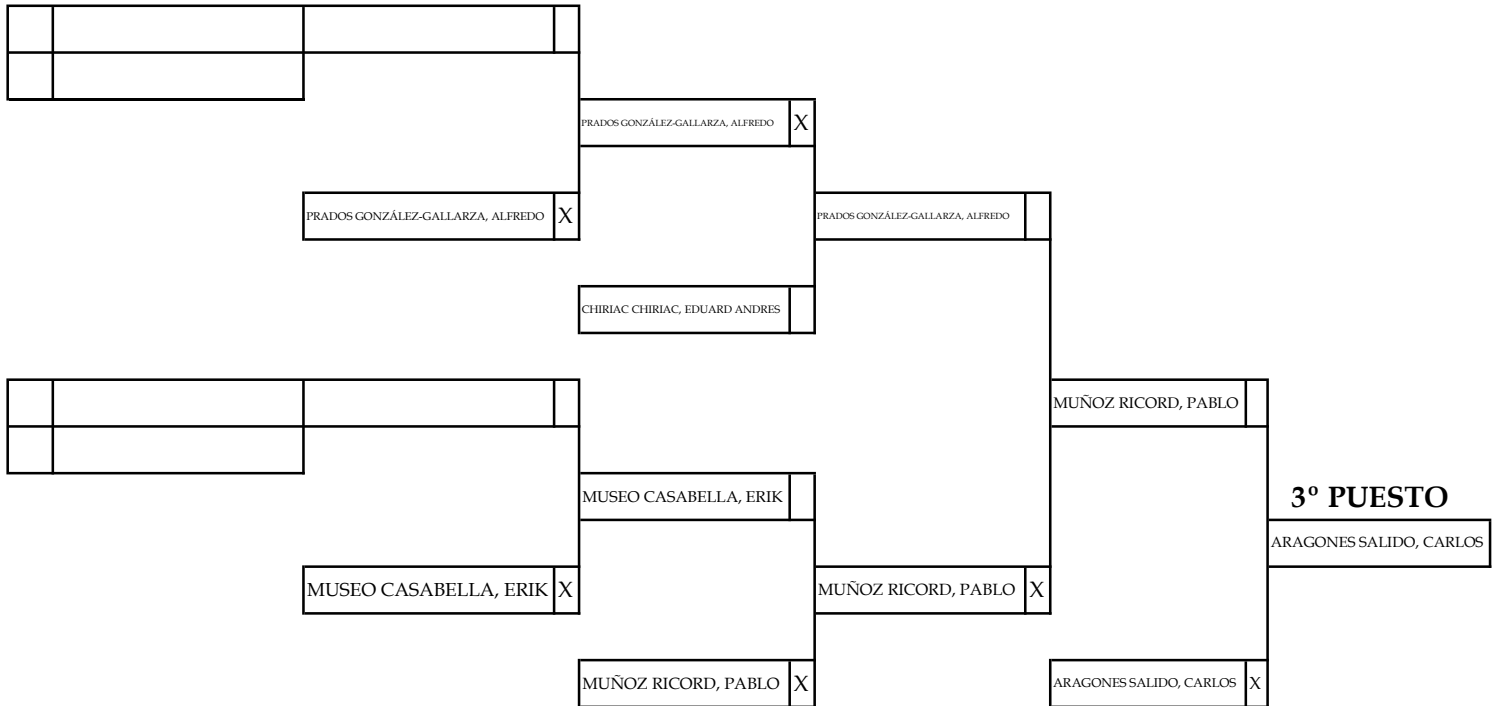 PRADOS GONZÁLEZ-GALLARZA, ALFREDO X
PRADOS GONZÁLEZ-GALLARZA, ALFREDO X
PRADOS GONZÁLEZ-GALLARZA, ALFREDO
CHIRIAC CHIRIAC, EDUARD ANDRES
MUÑOZ RICORD, PABLO
MUSEO CASABELLA, ERIK
3º PUESTO
ARAGONES SALIDO, CARLOS
MUSEO CASABELLA, ERIK X
MUÑOZ RICORD, PABLO X
MUÑOZ RICORD, PABLO X
ARAGONES SALIDO, CARLOS X